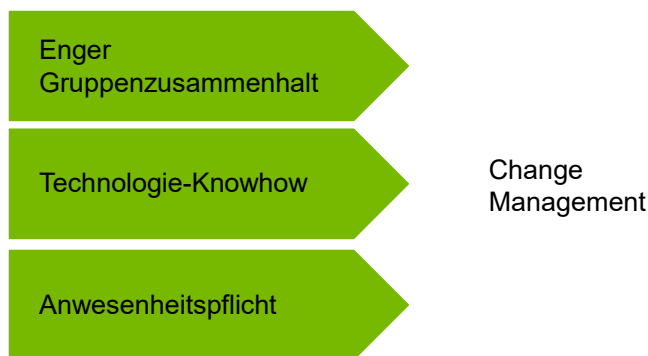 Enger
Gruppenzusammenhalt
Technologie-Knowhow
Change
Management
Anwesenheitspflicht